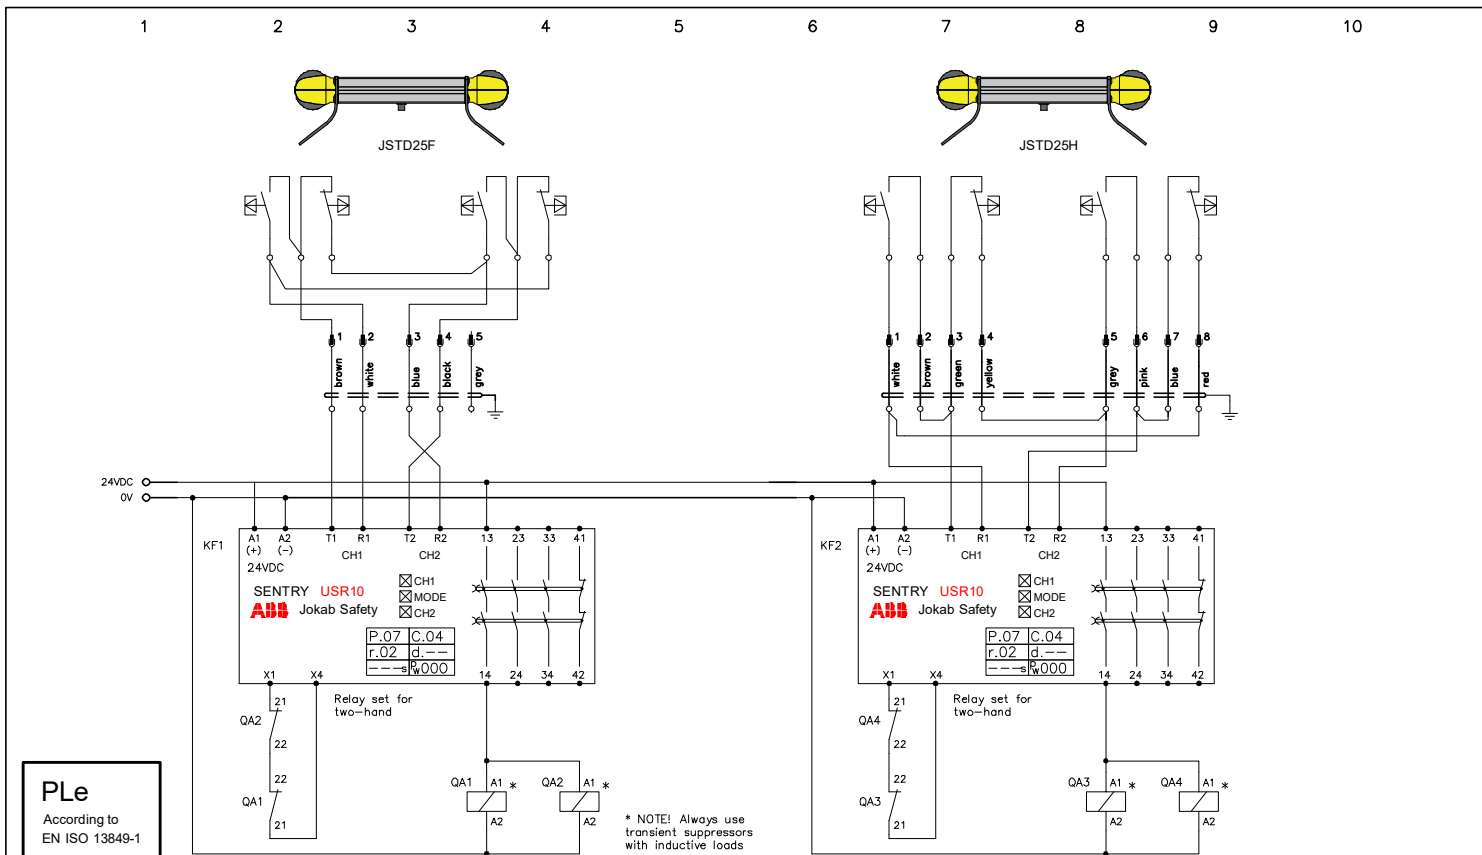 1 2 3 4 5 6 7 8 9 10
JSTD25F JSTD25H
1 2 3 4 5 1 2 3 4 5 6 7 8
brown white blue black grey white brown green yellow grey pink blue red
24VDC
0V
KF1 A1 A2 T1 R1 T2 R2 13 23 33 41
(+) (-) CH1 CH2
24VDC
SENTRY USR10
ABB Jokab Safety
CH1
MODE
CH2
P.07 C.04
r.02 d.--
---s Pw000
X1 X4 14 24 34 42
Relay set for
two-hand
QA2 21
22
22
QA1
21
QA1 A1 * QA2 A1 *
A2 A2
* NOTE! Always use
transient suppressors
with inductive loads
KF2 A1 A2 T1 R1 T2 R2 13 23 33 41
(+) (-) CH1 CH2
24VDC
SENTRY USR10
ABB Jokab Safety
CH1
MODE
CH2
P.07 C.04
r.02 d.--
---s Pw000
X1 X4 14 24 34 42
Relay set for
two-hand
QA4 21
22
22
QA3
21
QA3 A1 * QA4 A1 *
A2 A2
PLe
According to
EN ISO 13849-1